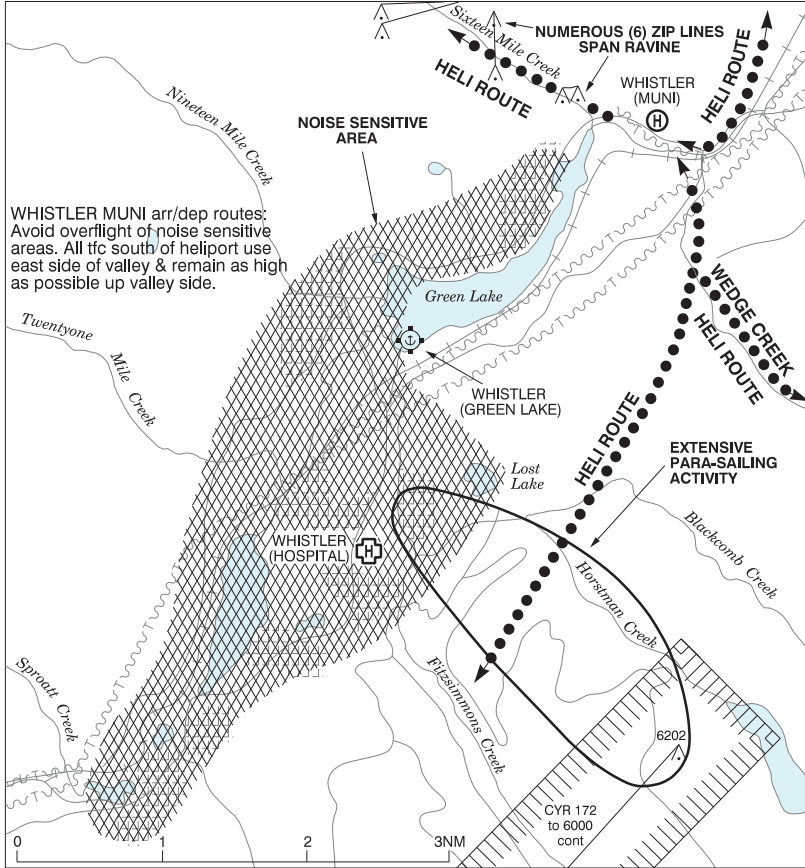 Sixteen Mile Creek
NUMEROUS (6) ZIP LINES
SPAN RAVINE
HELI ROUTE
WHISTLER
(MUNI)
H
HELI ROUTE
Nineteen Mile Creek
NOISE SENSITIVE
AREA
WHISTLER MUNI arr/dep routes:
Avoid overflight of noise sensitive
areas. All tfc south of heliport use
east side of valley & remain as high
as possible up valley side.
Green Lake
WEDGE CREEK
HELI ROUTE
Twentyone Mile Creek
WHISTLER
(GREEN LAKE)
HELI ROUTE
EXTENSIVE
PARA-SAILING
ACTIVITY
Lost
Lake
Blackcomb Creek
WHISTLER
(HOSPITAL)
H
Horstman Creek
Fitzsimmons Creek
Sproatt Creek
6202
CYR 172
to 6000
cont
0 1 2 3NM